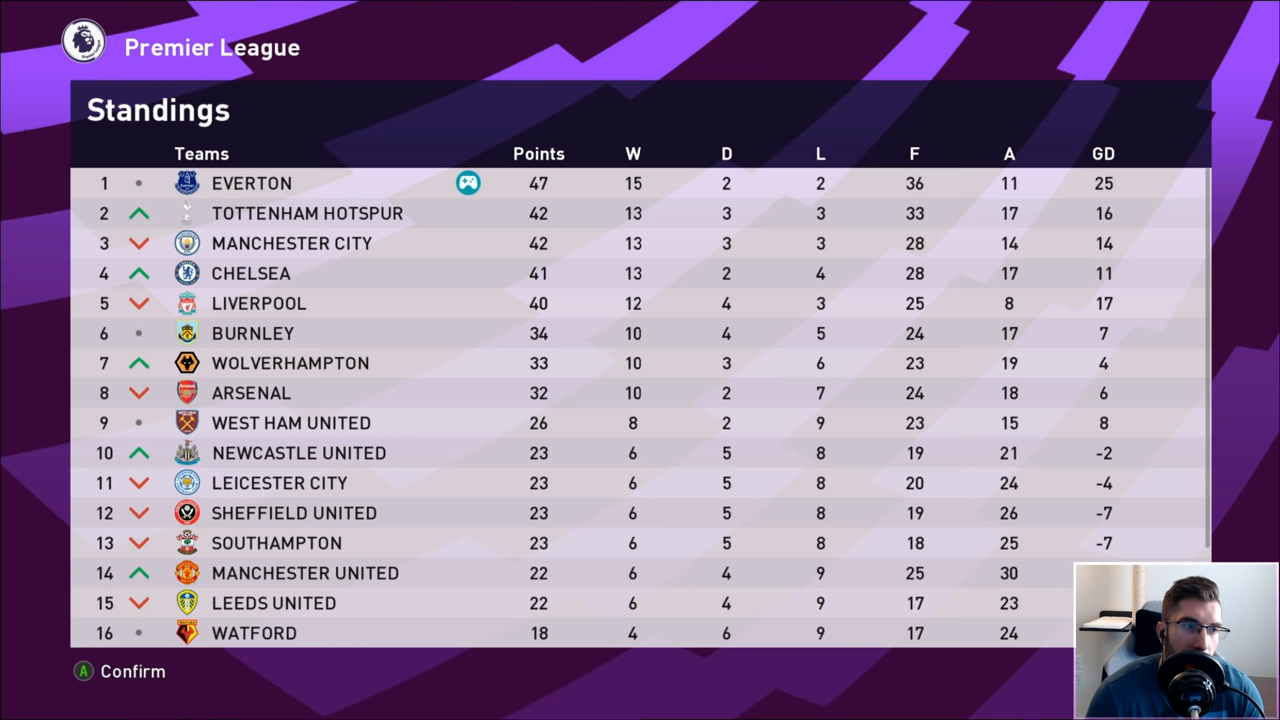 Premier League
Standings
Teams Points W D L F A GD
1 EVERTON 47 15 2 2 36 11 25
2 TOTTENHAM HOTSPUR 42 13 3 3 33 17 16
3 MANCHESTER CITY 42 13 3 3 28 14 14
4 CHELSEA 41 13 2 4 28 17 11
5 LIVERPOOL 40 12 4 3 25 8 17
6 BURNLEY 34 10 4 5 24 17 7
7 WOLVERHAMPTON 33 10 3 6 23 19 4
8 ARSENAL 32 10 2 7 24 18 6
9 WEST HAM UNITED 26 8 2 9 23 15 8
10 NEWCASTLE UNITED 23 6 5 8 19 21 -2
11 LEICESTER CITY 23 6 5 8 20 24 -4
12 SHEFFIELD UNITED 23 6 5 8 19 26 -7
13 SOUTHAMPTON 23 6 5 8 18 25 -7
14 MANCHESTER UNITED 22 6 4 9 25 30
15 LEEDS UNITED 22 6 4 9 17 23
16 WATFORD 18 4 6 9 17 24
A Confirm